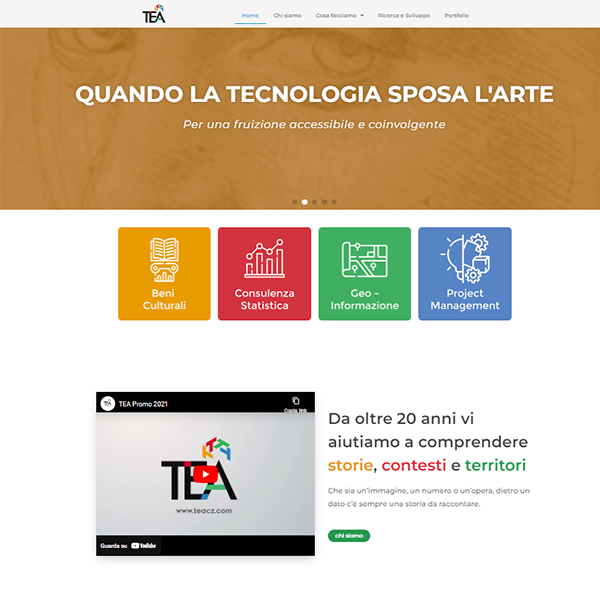 TEA
Home Chi siamo Cosa facciamo Ricerca e Sviluppo Portfolio
QUANDO LA TECNOLOGIA SPOSA L'ARTE
Per una fruizione accessibile e coinvolgente
Beni
Culturali
Consulenza
Statistica
Geo -
Informazione
Project
Management
TEA
TEA Promo 2021
Copia link
TEA
www.teacz.com
Guarda su YouTube
Da oltre 20 anni vi
aiutiamo a comprendere
storie, contesti e territori
Che sia un'immagine, un numero o un'opera, dietro un
dato c'è sempre una storia da raccontare.
chi siamo